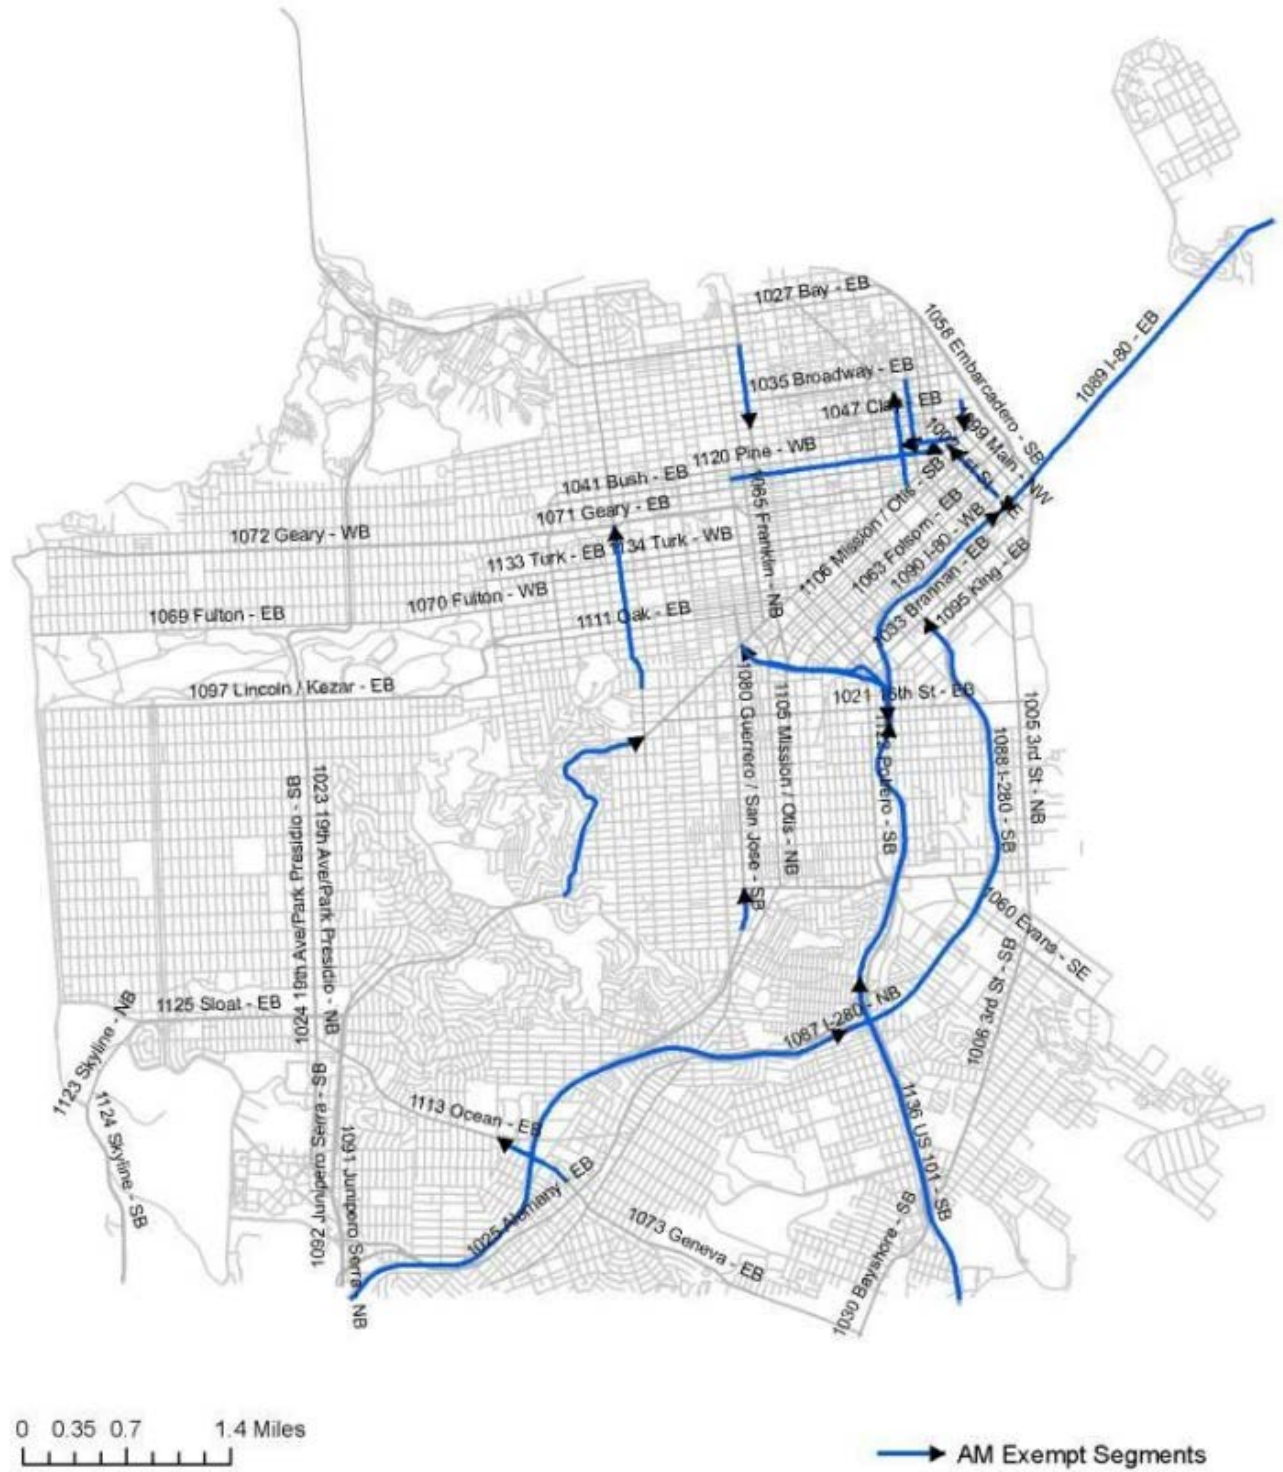 1027 Bay - EB
1058 Embarcadero - SB
1089 I-80 - EB
1035 Broadway - EB
1047 Clay - EB
1099 Main - NW
1120 Pine - WB
1041 Bush - EB
1071 Geary - EB
1072 Geary - WB
1065 Franklin - NB
1106 Mission / Otis - SB
1063 Folsom - EB
1090 I-80 - WB
1033 Brannan - EB
1095 King - EB
1133 Turk - EB
1134 Turk - WB
1070 Fulton - WB
1069 Fulton - EB
1111 Oak - EB
1097 Lincoln / Kezar - EB
1021 16th St - EB
1080 Guerrero / San Jose - SB
1105 Mission / Otis - NB
Potrero - SB
1088 I-280 - SB
1005 3rd St - NB
1024 19th Ave/Park Presidio - SB
1023 19th Ave/Park Presidio - NB
1060 Evans - SE
1006 3rd St - SB
1125 Sloat - EB
1087 I-280 - NB
1123 Skyline - NB
1124 Skyline - SB
1092 Junipero Serra - SB
1091 Junipero Serra - NB
1113 Ocean - EB
1025 Alemany - EB
1073 Geneva - EB
1136 US 101 - SB
1030 Bayshore - SB
0 0.35 0.7 1.4 Miles
AM Exempt Segments